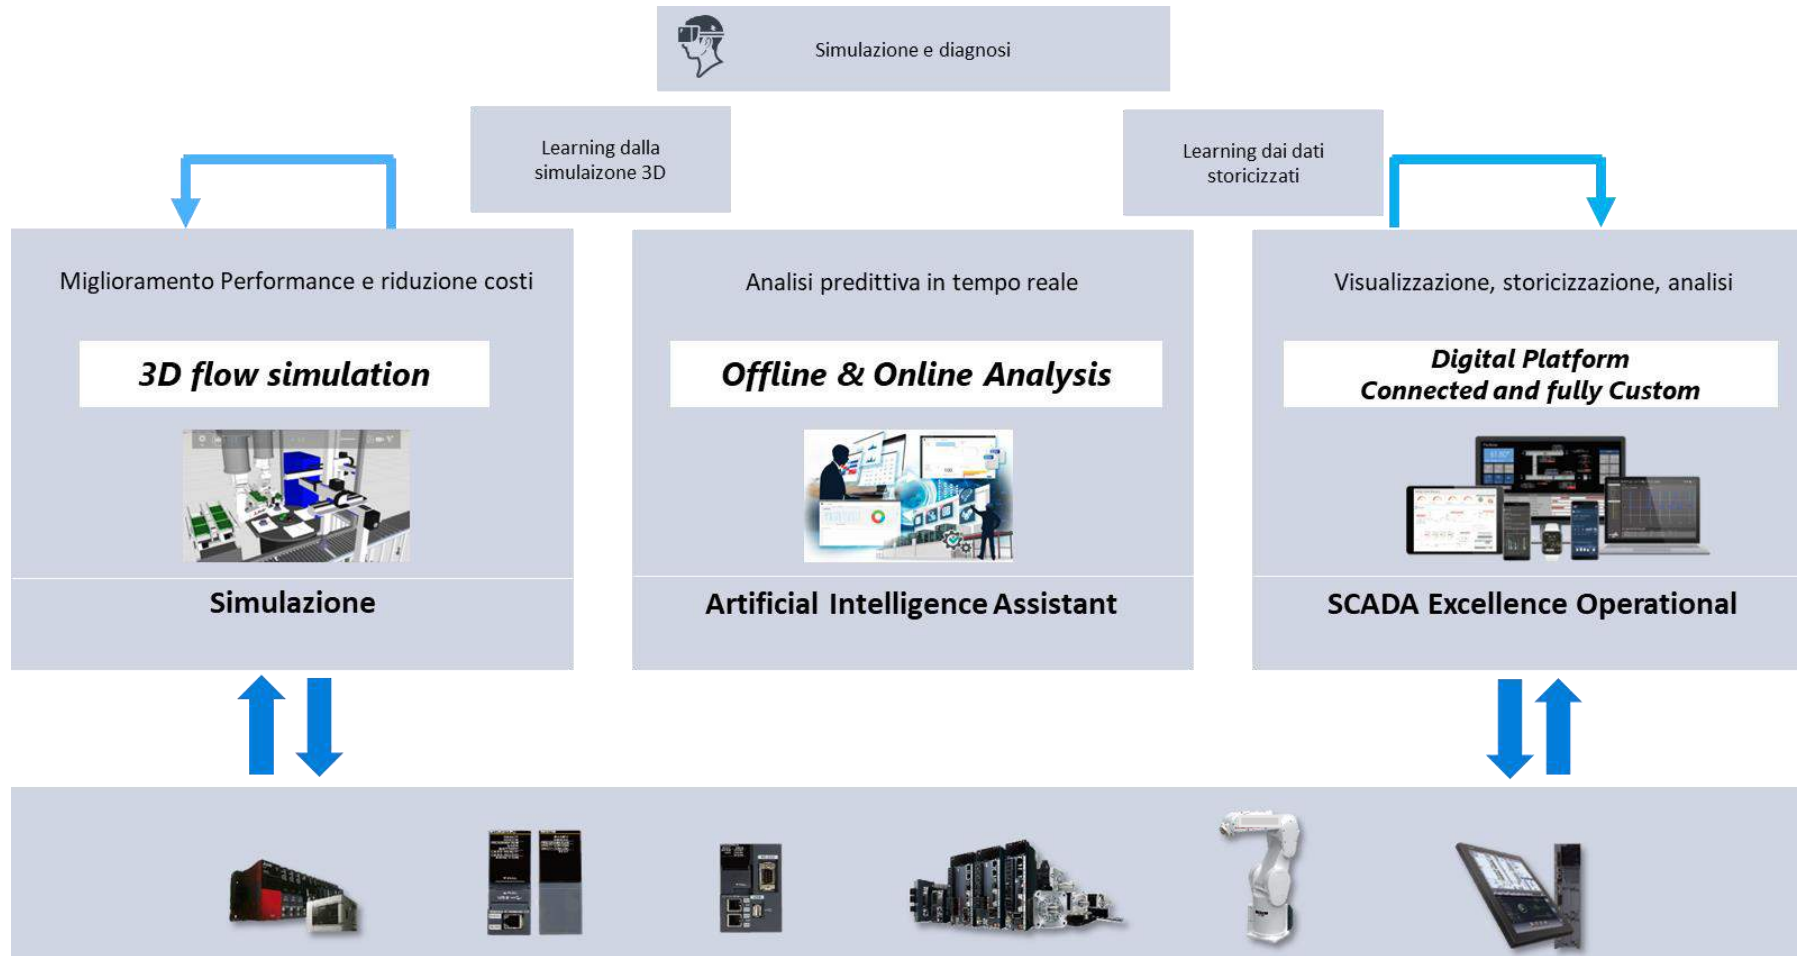 Simulazione e diagnosi
Learning dalla
simulaizone 3D
Learning dai dati
storicizzati
Miglioramento Performance e riduzione costi
3D flow simulation
Simulazione
Analisi predittiva in tempo reale
Offline & Online Analysis
Artificial Intelligence Assistant
Visualizzazione, storicizzazione, analisi
Digital Platform
Connected and fully Custom
SCADA Excellence Operational